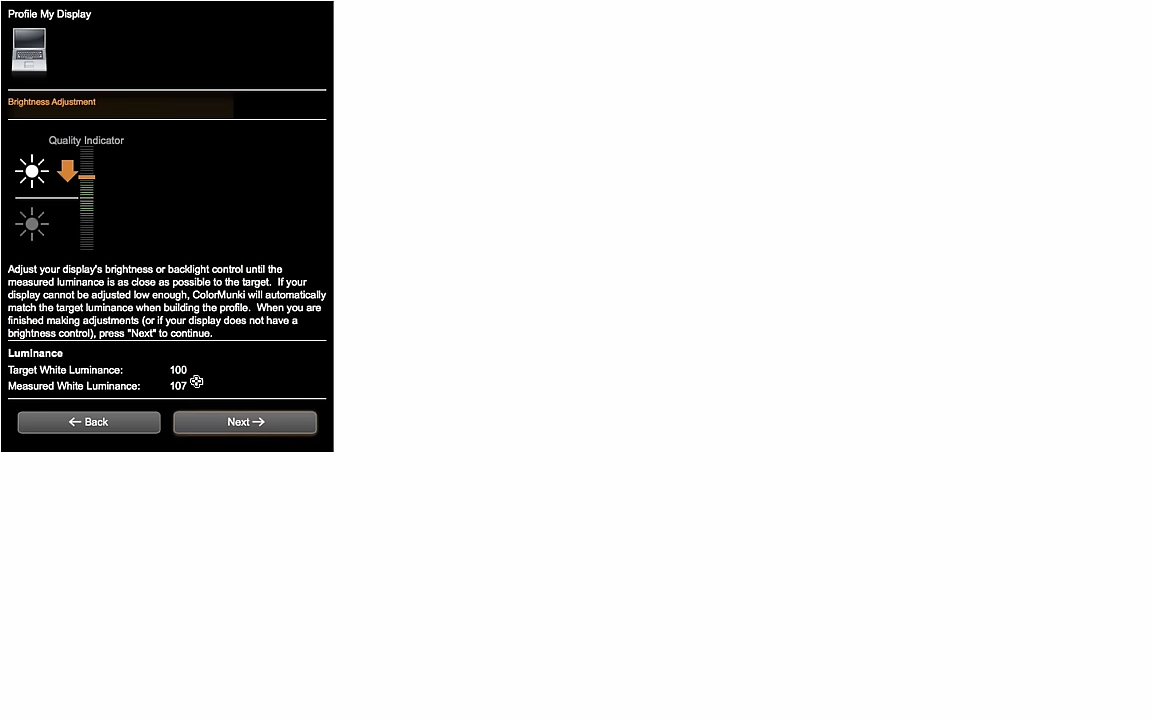 Profile My Display
Brightness Adjustment
Quality Indicator
Adjust your display's brightness or backlight control until the
measured luminance is as close as possible to the target. If your
display cannot be adjusted low enough, ColorMunki will automatically
match the target luminance when building the profile. When you are
finished making adjustments (or if your display does not have a
brightness control), press "Next" to continue.
Luminance
Target White Luminance: 100
Measured White Luminance: 107
Back Next